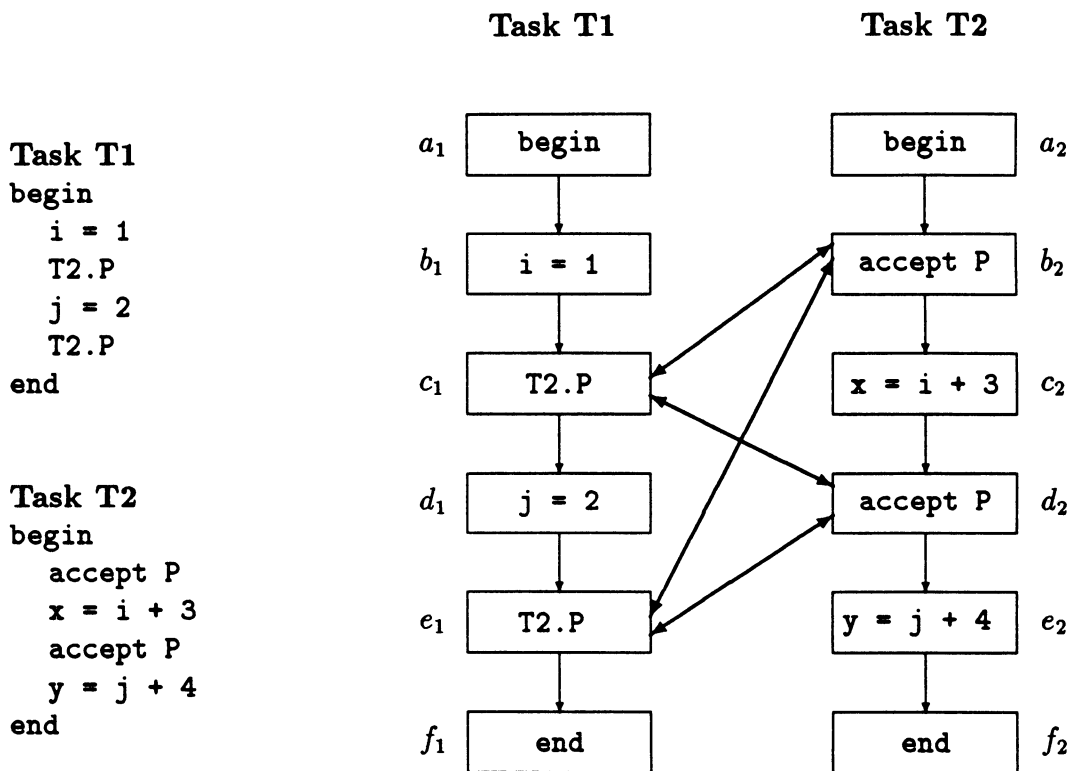 Task T1 Task T2
Task T1
begin
i = 1
T2.P
j = 2
T2.P
end
Task T2
begin
accept P
x = i + 3
accept P
y = j + 4
end
a1 begin begin a2
b1 i = 1 accept P b2
c1 T2.P x = i + 3 c2
d1 j = 2 accept P d2
e1 T2.P y = j + 4 e2
f1 end end f2